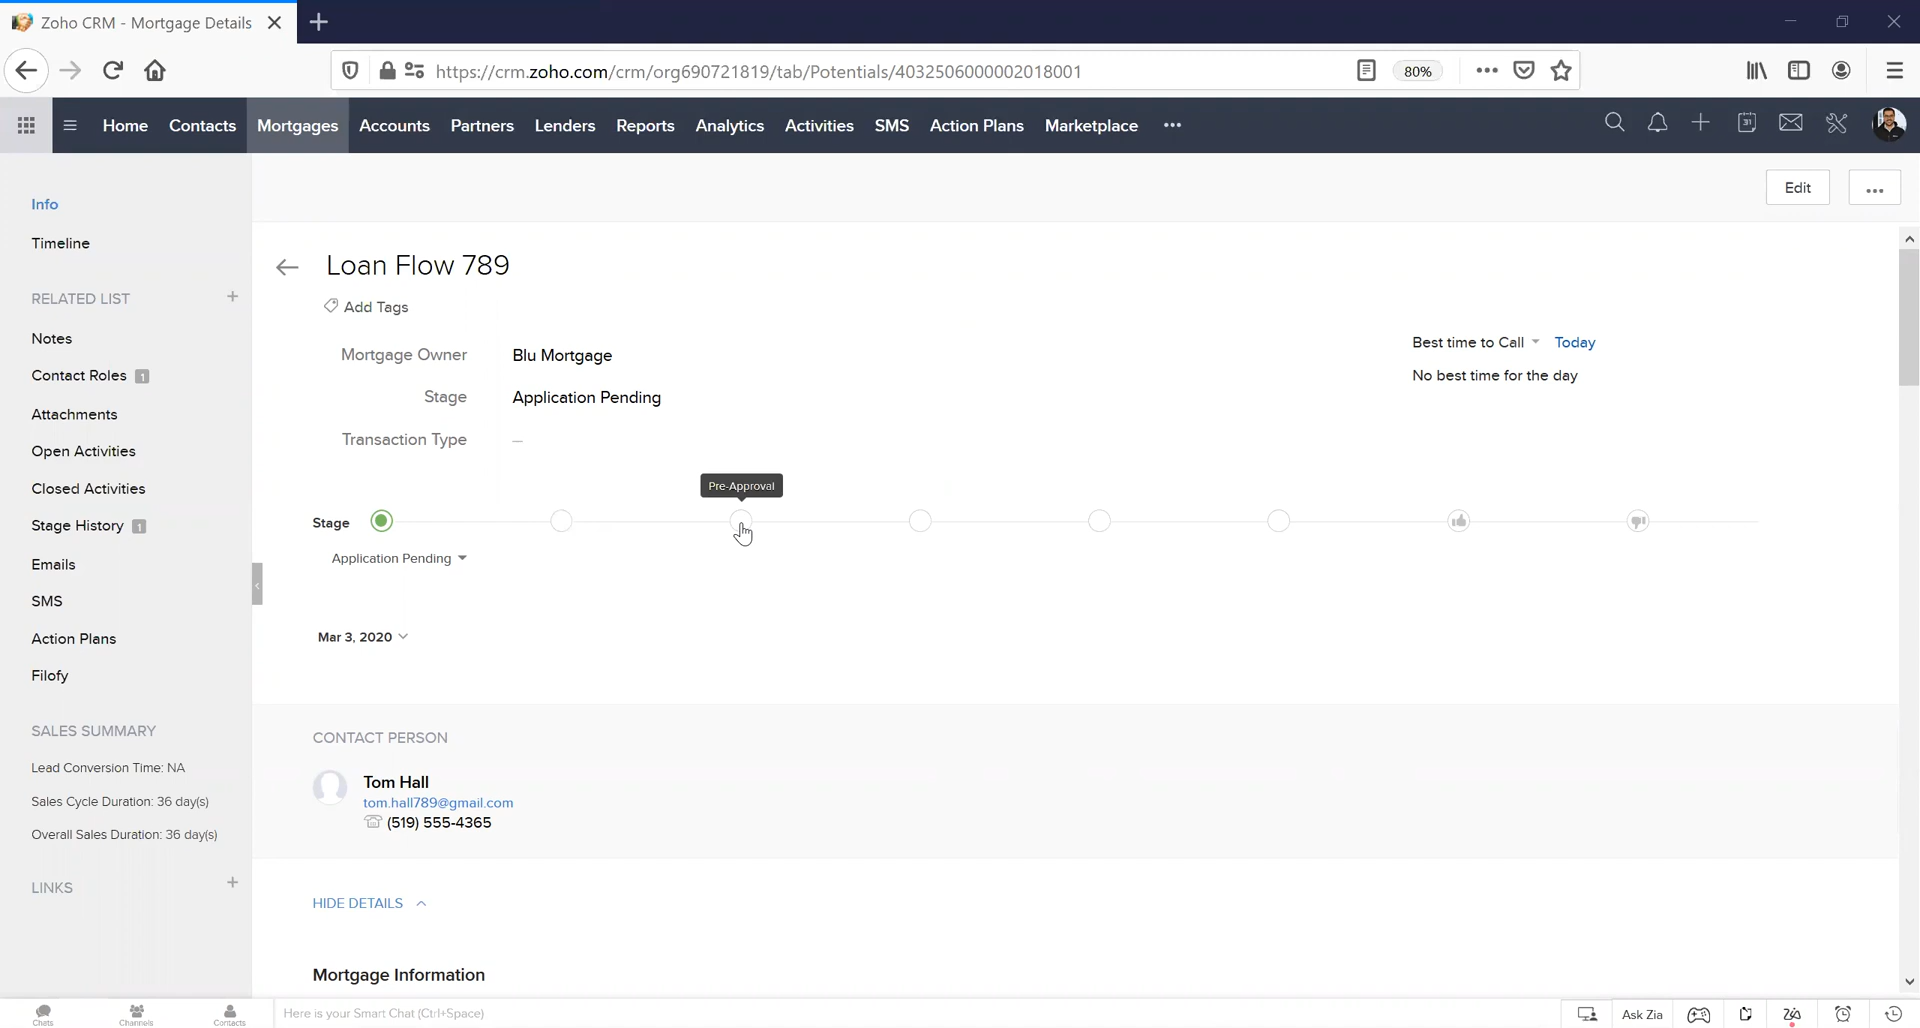 Zoho CRM - Mortgage Details
https://crm.zoho.com/crm/org690721819/tab/Potentials/4032506000002018001
80%
Home Contacts Mortgages Accounts Partners Lenders Reports Analytics Activities SMS Action Plans Marketplace •••
31
Info
Timeline
RELATED LIST
Notes
Contact Roles 1
Attachments
Open Activities
Closed Activities
Stage History 1
Emails
SMS
Action Plans
Filofy
SALES SUMMARY
Lead Conversion Time: NA
Sales Cycle Duration: 36 day(s)
Overall Sales Duration: 36 day(s)
LINKS
Edit
...
Loan Flow 789
Add Tags
Mortgage Owner Blu Mortgage
Stage Application Pending
Transaction Type —
Best time to Call Today
No best time for the day
Pre-Approval
Stage
Application Pending
Mar 3, 2020
CONTACT PERSON
Tom Hall
tom.hall789@gmail.com
(519) 555-4365
HIDE DETAILS
Mortgage Information
Chats Channels Contacts
Here is your Smart Chat (Ctrl+Space)
Ask Zia